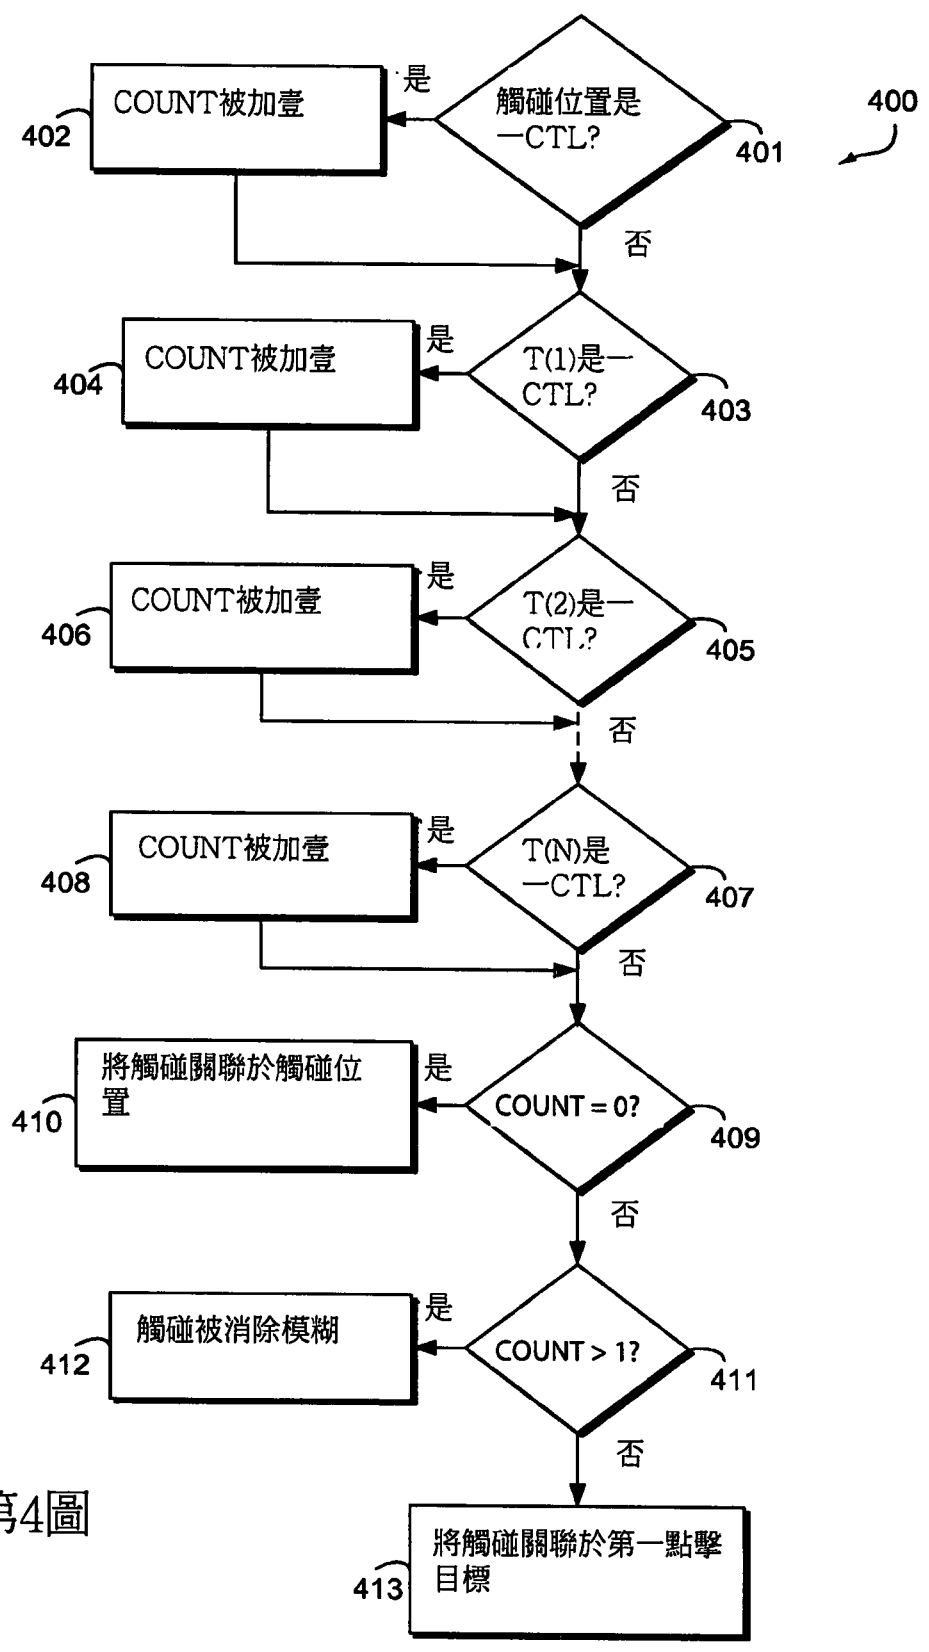 400
觸碰位置是
一CTL?
401
是
COUNT被加壹
402
否
T(1)是一
CTL?
403
是
COUNT被加壹
404
否
T(2)是一
CTL?
405
是
COUNT被加壹
406
否
T(N)是
一CTL?
407
是
COUNT被加壹
408
否
COUNT = 0?
409
是
將觸碰關聯於觸碰位
置
410
否
COUNT > 1?
411
是
觸碰被消除模糊
412
否
將觸碰關聯於第一點擊
目標
413
第4圖